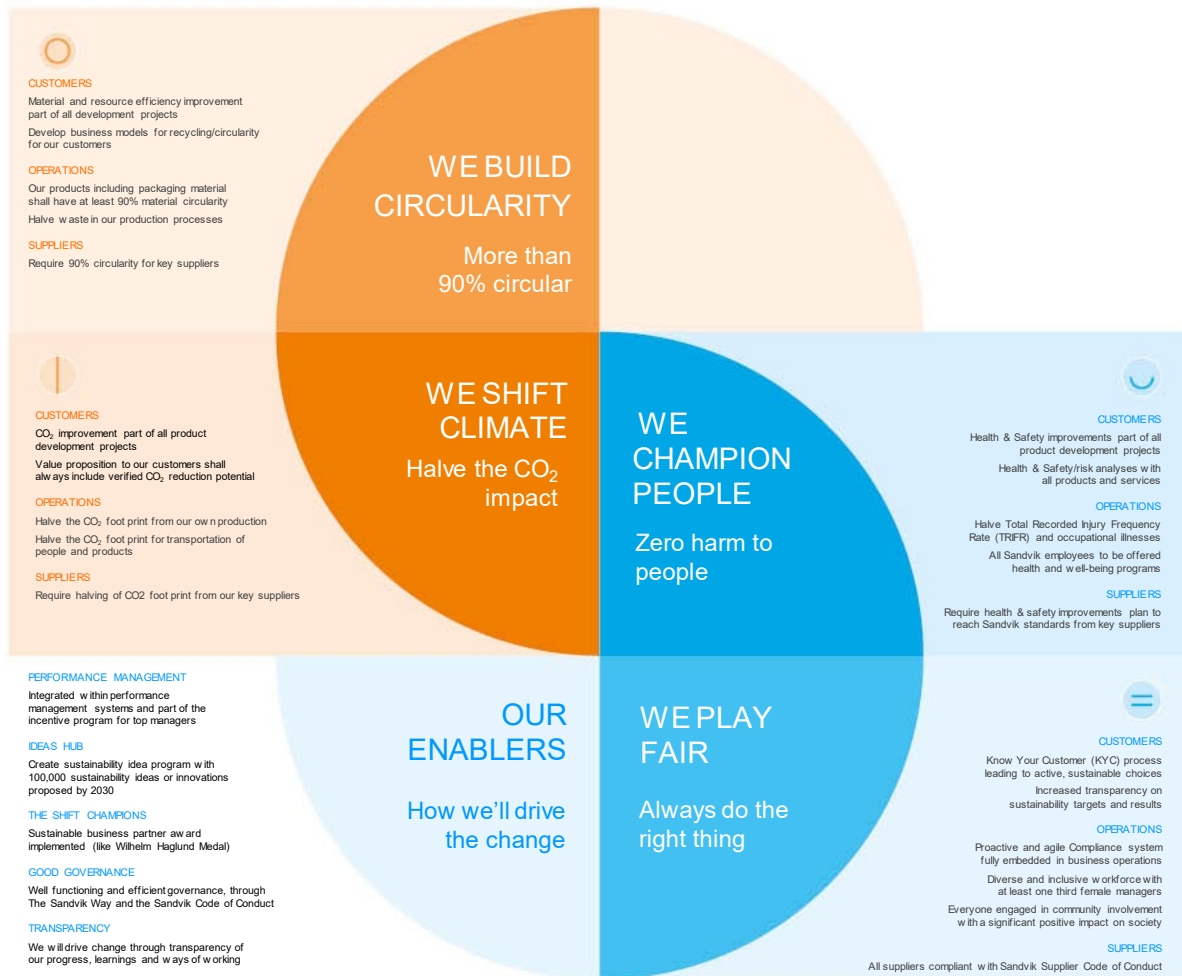 CUSTOMERS
Material and resource efficiency improvement
part of all development projects
Develop business models for recycling/circularity
for our customers
OPERATIONS
Our products including packaging material
shall have at least 90% material circularity
Halve waste in our production processes
SUPPLIERS
Require 90% circularity for key suppliers
WE BUILD
CIRCULARITY
More than
90% circular
CUSTOMERS
CO₂ improvement part of all product
development projects
Value proposition to our customers shall
always include verified CO₂ reduction potential
OPERATIONS
Halve the CO₂ foot print from our own production
Halve the CO₂ foot print for transportation of
people and products
SUPPLIERS
Require halving of CO2 foot print from our key suppliers
WE SHIFT
CLIMATE
Halve the CO₂
impact
WE
CHAMPION
PEOPLE
Zero harm to
people
CUSTOMERS
Health & Safety improvements part of all
product development projects
Health & Safety/risk analyses with
all products and services
OPERATIONS
Halve Total Recorded Injury Frequency
Rate (TRIFR) and occupational illnesses
All Sandvik employees to be offered
health and well-being programs
SUPPLIERS
Require health & safety improvements plan to
reach Sandvik standards from key suppliers
PERFORMANCE MANAGEMENT
Integrated within performance
management systems and part of the
incentive program for top managers
IDEAS HUB
Create sustainability idea program with
100,000 sustainability ideas or innovations
proposed by 2030
THE SHIFT CHAMPIONS
Sustainable business partner award
implemented (like Wilhelm Haglund Medal)
GOOD GOVERNANCE
Well functioning and efficient governance, through
The Sandvik Way and the Sandvik Code of Conduct
TRANSPARENCY
We will drive change through transparency of
our progress, learnings and ways of working
OUR
ENABLERS
How we'll drive
the change
WE PLAY
FAIR
Always do the
right thing
CUSTOMERS
Know Your Customer (KYC) process
leading to active, sustainable choices
Increased transparency on
sustainability targets and results
OPERATIONS
Proactive and agile Compliance system
fully embedded in business operations
Diverse and inclusive workforce with
at least one third female managers
Everyone engaged in community involvement
with a significant positive impact on society
SUPPLIERS
All suppliers compliant with Sandvik Supplier Code of Conduct